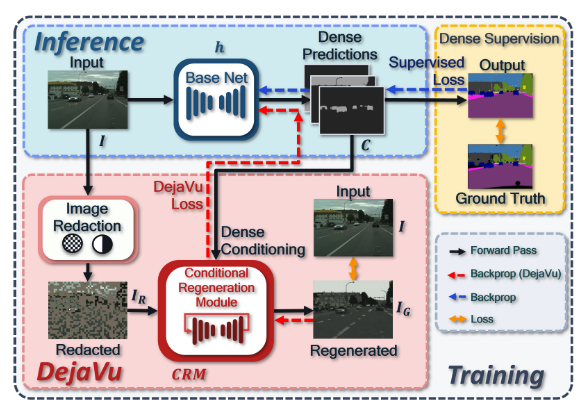 Inference
Input
I
h
Base Net
Dense
Predictions
C
Supervised
Loss
Dense Supervision
Output
Ground Truth
DejaVu
Loss
Dense
Conditioning
Image
Redaction
I_R
Redacted
DejaVu
Conditional
Regeneration
Module
CRM
Input
I
I_G
Regenerated
Forward Pass
Backprop (DejaVu)
Backprop
Loss
Training